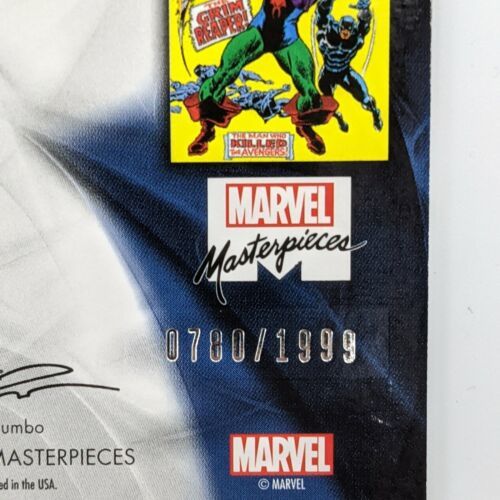 THE
GRIM
REAPER!
THE MAN WHO
KILLED
THE AVENGERS!
MARVEL
Masterpieces
0780/1999
umbo
MASTERPIECES
ed in the USA.
MARVEL
© MARVEL